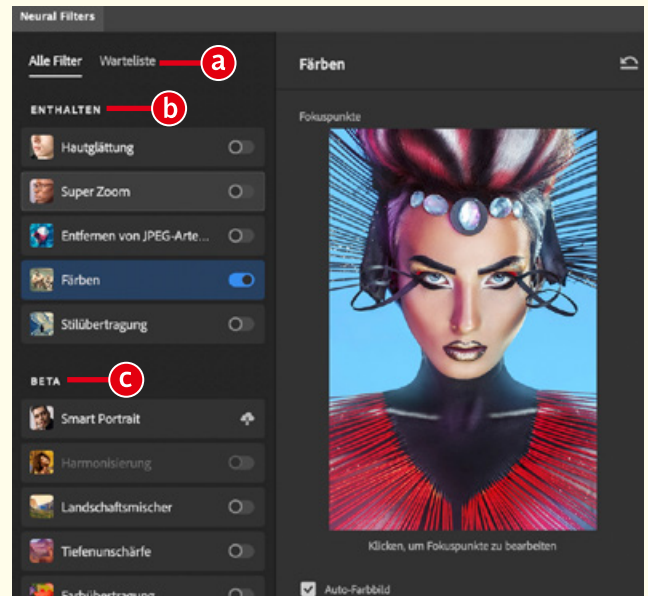 Neural Filters
Alle Filter Warteliste a
ENTHALTEN b
Hautglättung
Super Zoom
Entfernen von JPEG-Arte...
Färben
Stilübertragung
BETA c
Smart Portrait
Harmonisierung
Landschaftsmischer
Tiefenunschärfe
Farbübertragung
Färben
Fokuspunkte
Klicken, um Fokuspunkte zu bearbeiten
Auto-Farbbild